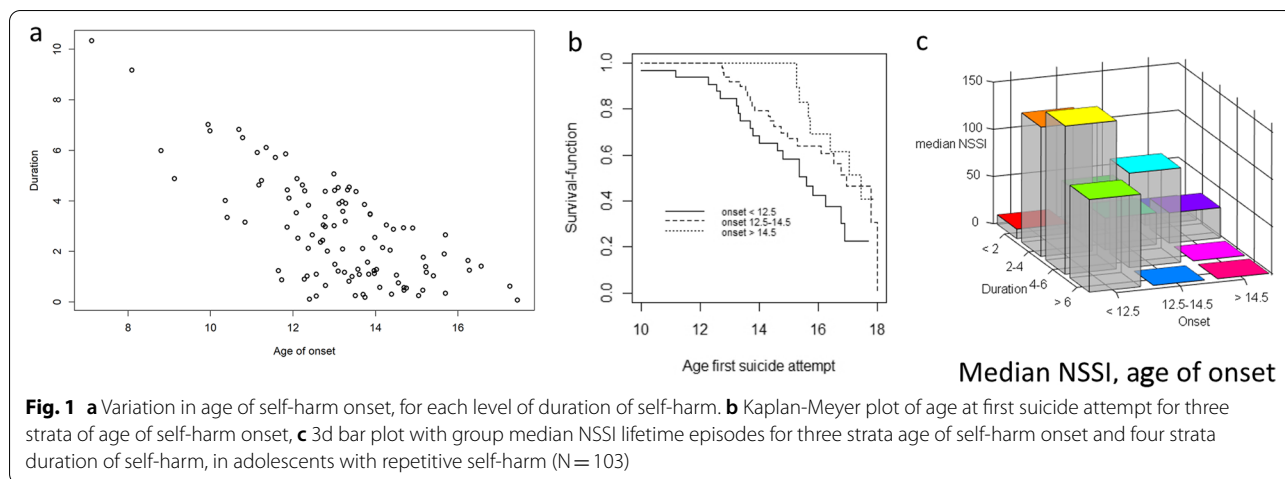 a
Duration
0 2 4 6 8 10
8 10 12 14 16
Age of onset
b
Survival-function
0.0 0.2 0.4 0.6 0.8 1.0
onset < 12.5
onset 12.5-14.5
onset > 14.5
10 12 14 16 18
Age first suicide attempt
c
150
100
median NSSI
50
0
< 2
2-4
4-6
Duration
> 6
< 12.5
12.5-14.5
> 14.5
Onset
Median NSSI, age of onset
Fig. 1 a Variation in age of self-harm onset, for each level of duration of self-harm. b Kaplan-Meyer plot of age at first suicide attempt for three
strata of age of self-harm onset, c 3d bar plot with group median NSSI lifetime episodes for three strata age of self-harm onset and four strata
duration of self-harm, in adolescents with repetitive self-harm (N = 103)